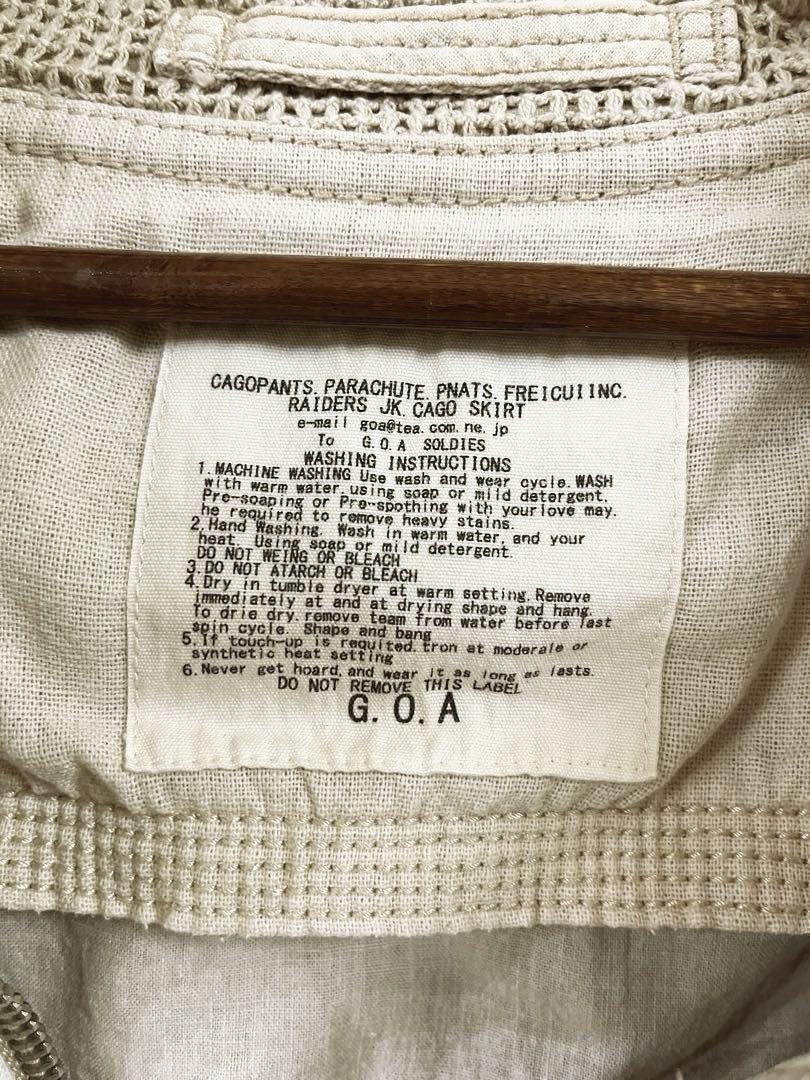 CAGOPANTS. PARACHUTE. PNATS. FREICUIINC.
RAIDERS JK. CAGO SKIRT
e-mail goa@tea.com.ne.jp
To G.O.A SOLDIES
WASHING INSTRUCTIONS
1.MACHINE WASHING Use wash and wear cycle. WASH
with warm water, using soap or mild detergent.
Pre-soaping or Pre-spothing with your love may.
he required to remove heavy stains.
2.Hand Washing. Wash in warm water, and your
heat. Using soap or mild detergent.
DO NOT WEING OR BLEACH
3.DO NOT ATARCH OR BLEACH
4.Dry in tumble dryer at warm setting. Remove
immediately at and at drying shape and hang.
To drie dry. remove team from water before last
spin cycle. Shape and bang
5.If touch-up is requited. tron at moderale or
synthetic heat setting
6.Never get hoard, and wear it as long as lasts.
DO NOT REMOVE THIS LABEL
G.O.A